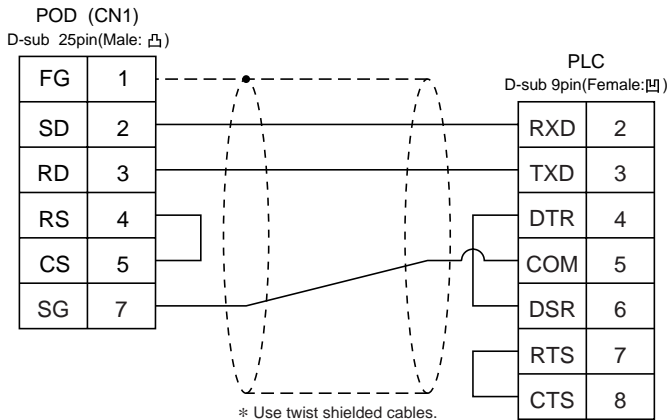 POD (CN1)
D-sub 25pin(Male: 凸)
FG 1
SD 2
RD 3
RS 4
CS 5
SG 7
PLC
D-sub 9pin(Female:凹)
RXD 2
TXD 3
DTR 4
COM 5
DSR 6
RTS 7
CTS 8
* Use twist shielded cables.